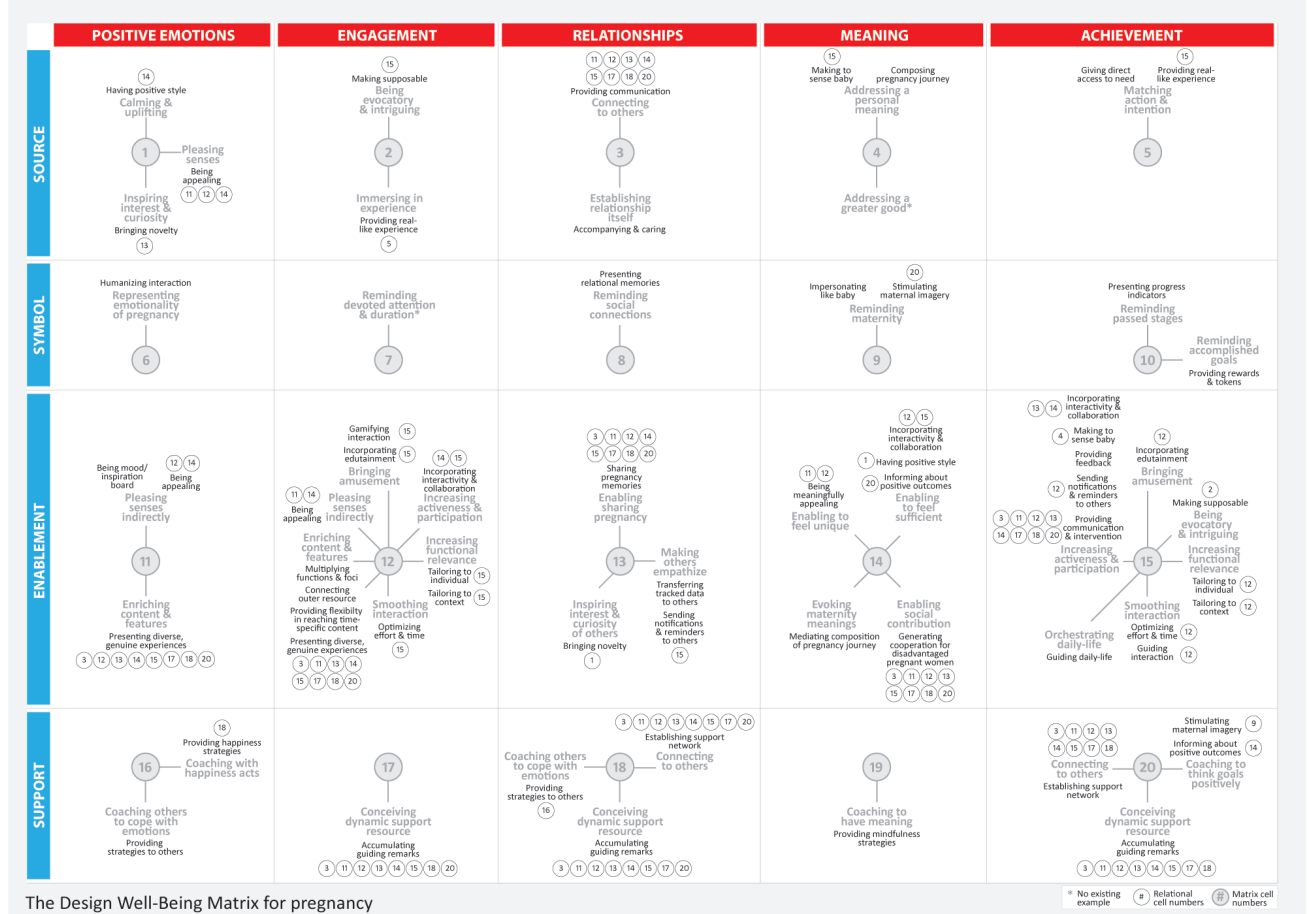 POSITIVE EMOTIONS
ENGAGEMENT
RELATIONSHIPS
MEANING
ACHIEVEMENT
SOURCE
14
Having positive style
Calming &
uplifting
1
Pleasing
senses
Being
appealing
11 12 14
Inspiring
interest &
curiosity
Bringing novelty
13
15
Making supposable
Being
evocatory
& intriguing
2
Immersing in
experience
Providing real-
like experience
5
11 12 13 14
15 17 18 20
Providing communication
Connecting
to others
3
Establishing
relationship
itself
Accompanying & caring
15
Making to
sense baby
Composing
pregnancy journey
Addressing a
personal
meaning
4
Addressing a
greater good*
Giving direct
access to need
15
Providing real-
like experience
Matching
action &
intention
5
SYMBOL
Humanizing interaction
Representing
emotionality
of pregnancy
6
Reminding
devoted attention
& duration*
7
Presenting
relational memories
Reminding
social
connections
8
Impersonating
like baby
20
Stimulating
maternal imagery
Reminding
maternity
9
Presenting progress
indicators
Reminding
passed stages
10
Reminding
accomplished
goals
Providing rewards
& tokens
ENABLEMENT
Being mood/
inspiration
board
12 14
Being
appealing
Pleasing
senses
indirectly
11
Enriching
content &
features
Presenting diverse,
genuine experiences
3 12 13 14 15 17 18 20
Gamifying
interaction
15
Incorporating
edutainment
15
Bringing
amusement
14 15
Incorporating
interactivity &
collaboration
Increasing
activeness &
participation
11 14
Being
appealing
Pleasing
senses
indirectly
Enriching
content &
features
Multiplying
functions & foci
Connecting
outer resource
Providing flexibilty
in reaching time-
specific content
Presenting diverse,
genuine experiences
3 11 13 14
15 17 18 20
12
Increasing
functional
relevance
Tailoring to
individual
15
Tailoring to
context
15
Smoothing
interaction
Optimizing
effort & time
15
3 11 12 14
15 17 18 20
Sharing
pregnancy
memories
Enabling
sharing
pregnancy
13
Making
others
empathize
Transferring
tracked data
to others
Sending
notifications
& reminders
to others
15
Inspiring
interest &
curiosity
of others
Bringing novelty
1
12 15
Incorporating
interactivity &
collaboration
1
Having positive style
20
Informing about
positive outcomes
Enabling
to feel
sufficient
11 12
Being
meaningfully
appealing
Enabling to
feel unique
14
Evoking
maternity
meanings
Mediating composition
of pregnancy journey
Enabling
social
contribution
Generating
cooperation for
disadvantaged
pregnant women
3 11 12 13
15 17 18 20
13 14
Incorporating
interactivity &
collaboration
4
Making to
sense baby
Providing
feedback
12
Sending
notifications
& reminders
to others
3 11 12 13
14 17 18 20
Providing
communication
& intervention
Increasing
activeness &
participation
12
Incorporating
edutainment
Bringing
amusement
2
Making supposable
Being
evocatory
& intriguing
15
Increasing
functional
relevance
Tailoring to
individual
12
Tailoring to
context
12
Smoothing
interaction
Optimizing
effort & time
12
Guiding
interaction
12
Orchestrating
daily-life
Guiding daily-life
SUPPORT
18
Providing happiness
strategies
16
Coaching with
happiness acts
Coaching others
to cope with
emotions
Providing
strategies to others
17
Conceiving
dynamic support
resource
Accumulating
guiding remarks
3 11 12 13 14 15 18 20
3 11 12 13 14 15 17 20
Establishing support
network
Connecting
to others
Coaching others
to cope with
emotions
Providing
strategies to others
16
18
Conceiving
dynamic support
resource
Accumulating
guiding remarks
3 11 12 13 14 15 17 20
19
Coaching to
have meaning
Providing mindfulness
strategies
3 11 12 13
14 15 17 18
Connecting
to others
Establishing support
network
20
Stimulating
maternal imagery
9
Informing about
positive outcomes
14
Coaching to
think goals
positively
Conceiving
dynamic support
resource
Accumulating
guiding remarks
3 11 12 13 14 15 17 18
The Design Well-Being Matrix for pregnancy
* No existing
example
# Relational
cell numbers
# Matrix cell
numbers